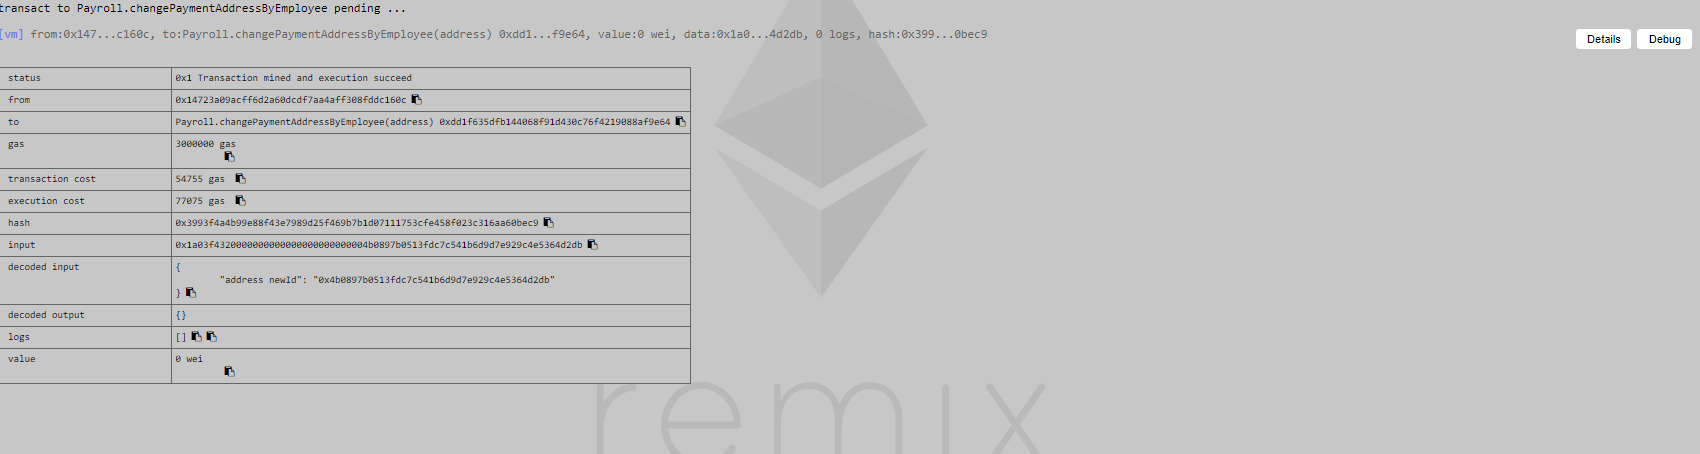 transact to Payroll.changePaymentAddressByEmployee pending ...
[vm] from:0x147...c160c, to:Payroll.changePaymentAddressByEmployee(address) 0xdd1...f9e64, value:0 wei, data:0x1a0...4d2db, 0 logs, hash:0x399...0bec9
Details Debug
status 0x1 Transaction mined and execution succeed
from 0x14723a09acff6d2a60dcdf7aa4aff308fddc160c
to Payroll.changePaymentAddressByEmployee(address) 0xdd1f635dfb144068f91d430c76f4219088af9e64
gas 3000000 gas
transaction cost 54755 gas
execution cost 77075 gas
hash 0x3993f4a4b99e88f43e7989d25f469b7b1d07111753cfe458f023c316aa60bec9
input 0x1a03f4320000000000000000000000004b0897b0513fdc7c541b6d9d7e929c4e5364d2db
decoded input {
"address newId": "0x4b0897b0513fdc7c541b6d9d7e929c4e5364d2db"
}
decoded output {}
logs []
value 0 wei
remix